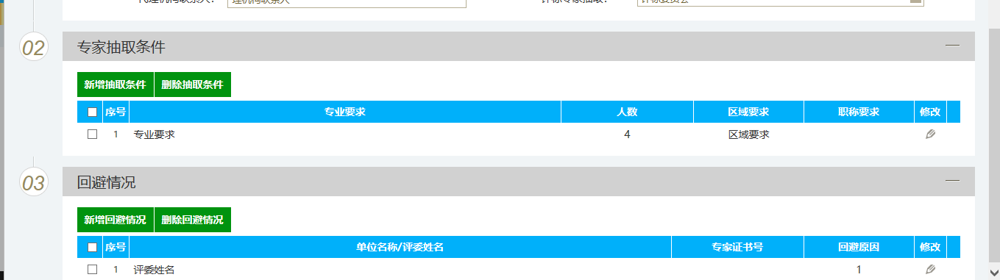 02
专家抽取条件
新增抽取条件 删除抽取条件
序号 专业要求 人数 区域要求 职称要求 修改
1 专业要求 4 区域要求
03
回避情况
新增回避情况 删除回避情况
序号 单位名称/评委姓名 专家证书号 回避原因 修改
1 评委姓名 1